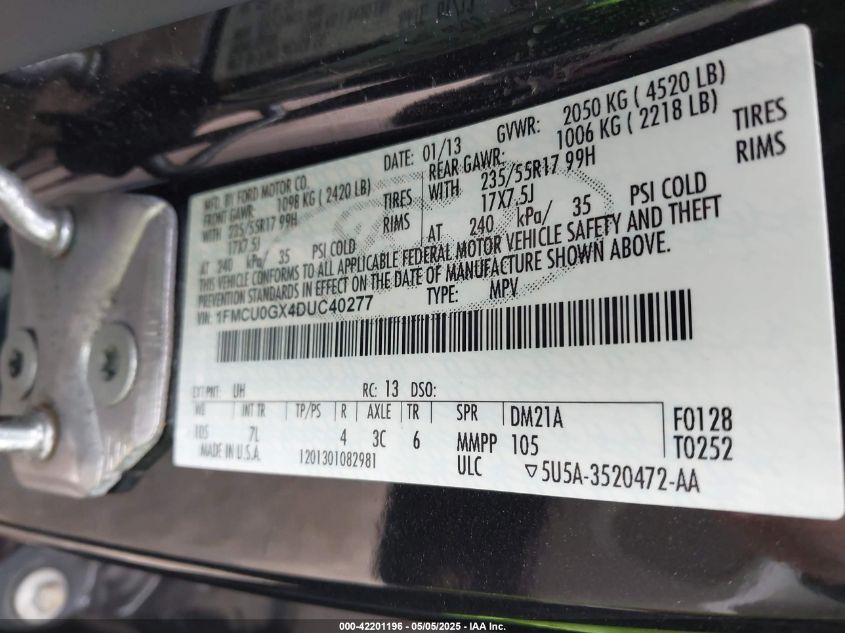 MFD. BY FORD MOTOR CO.
DATE: 01/13 GVWR: 2050 KG ( 4520 LB)
FRONT GAWR: 1098 KG ( 2420 LB) REAR GAWR: 1006 KG ( 2218 LB)
WITH 235/55R17 99H TIRES WITH 235/55R17 99H TIRES
17X7.5J RIMS 17X7.5J RIMS
AT 240 kPa/ 35 PSI COLD AT 240 kPa/ 35 PSI COLD
THIS VEHICLE CONFORMS TO ALL APPLICABLE FEDERAL MOTOR VEHICLE SAFETY AND THEFT
PREVENTION STANDARDS IN EFFECT ON THE DATE OF MANUFACTURE SHOWN ABOVE.
VIN: 1FMCU0GX4DUC40277 TYPE: MPV
EXT PNT: UH RC: 13 DSO:
WB INT TR TP/PS R AXLE TR SPR DM21A F0128
105 7L 4 3C 6 MMPP 105 T0252
MADE IN U.S.A. 1201301082981 ULC ▽5U5A-3520472-AA
000-42201196 - 05/05/2025 - IAA Inc.